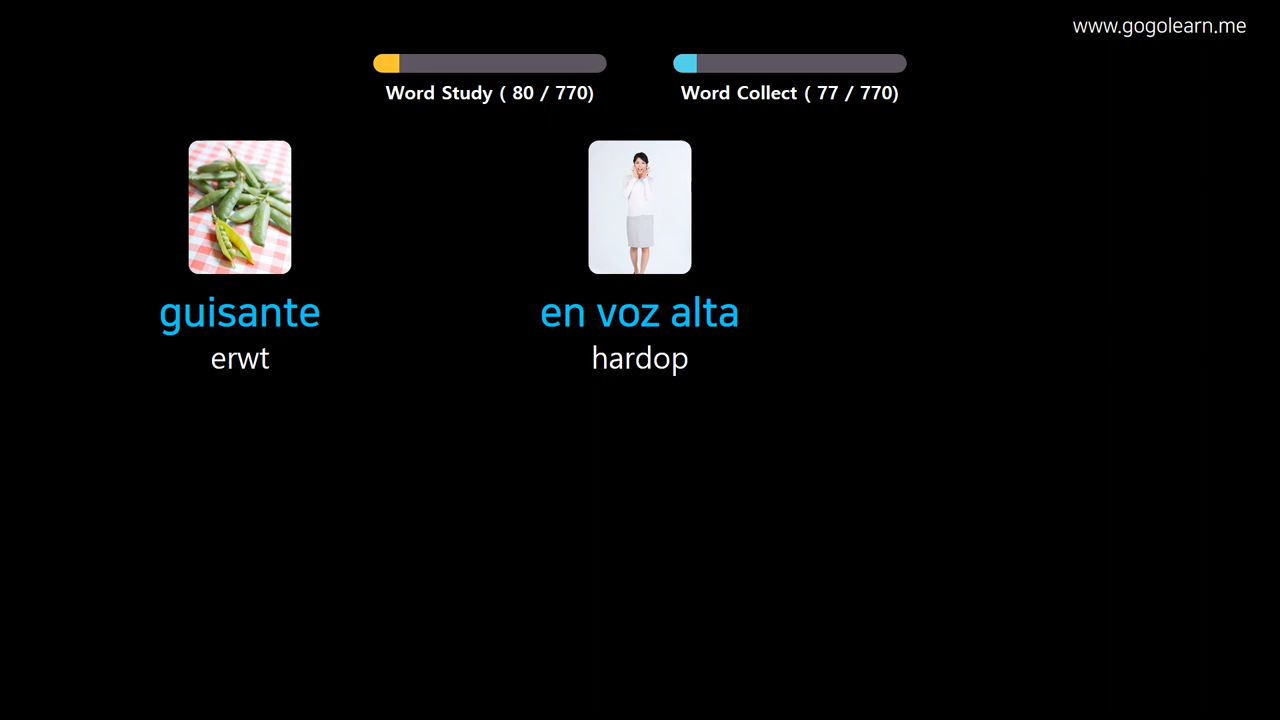 www.gogolearn.me
Word Study ( 80 / 770)
Word Collect ( 77 / 770)
guisante
erwt
en voz alta
hardop